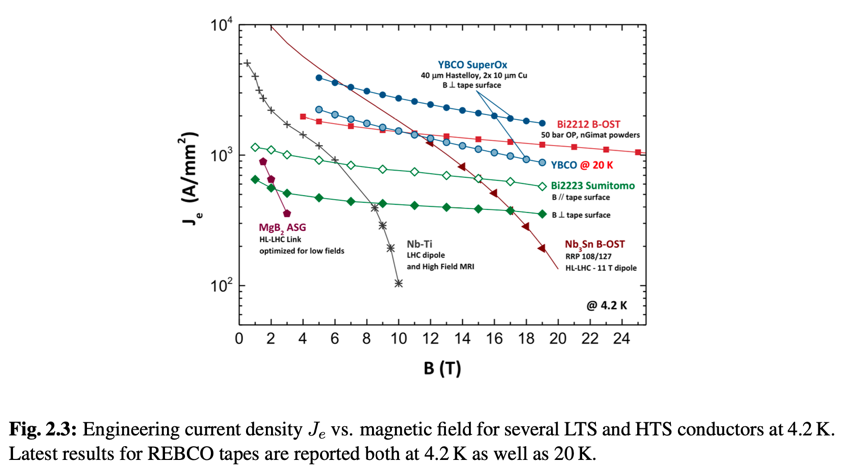 10⁴
YBCO SuperOx
40 μm Hastelloy, 2x 10 μm Cu
B ⊥ tape surface
Bi2212 B-OST
50 bar OP, nGimat powders
10³
YBCO @ 20 K
Bi2223 Sumitomo
B // tape surface
B ⊥ tape surface
Jₑ (A/mm²)
MgB₂ ASG
HL-LHC Link
optimized for low fields
Nb-Ti
LHC dipole
and High Field MRI
Nb₃Sn B-OST
RRP 108/127
HL-LHC - 11 T dipole
10²
@ 4.2 K
0 2 4 6 8 10 12 14 16 18 20 22 24
B (T)
Fig. 2.3: Engineering current density Jₑ vs. magnetic field for several LTS and HTS conductors at 4.2 K.
Latest results for REBCO tapes are reported both at 4.2 K as well as 20 K.